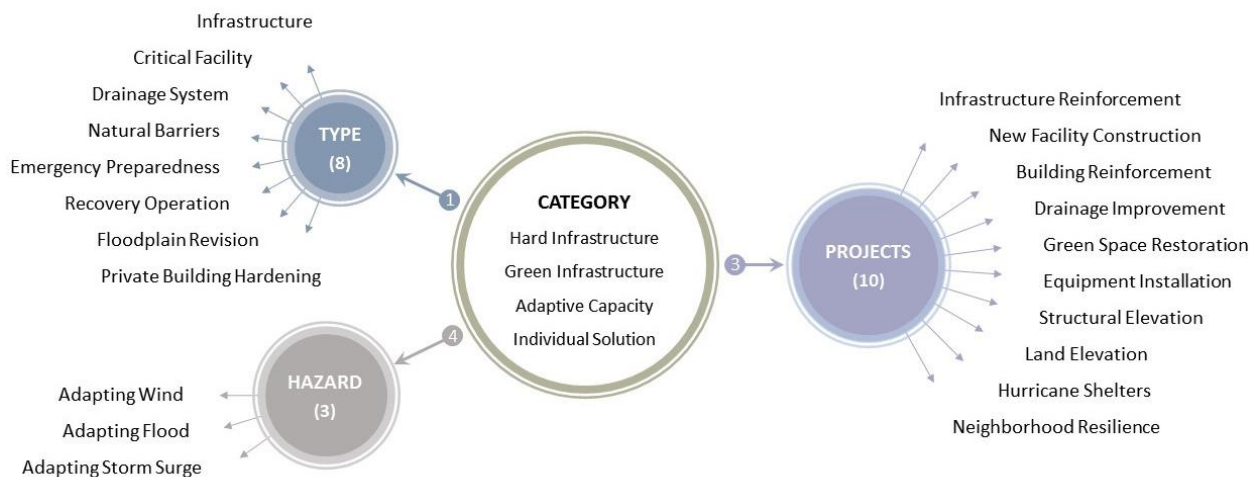 Infrastructure
Critical Facility
Drainage System
Natural Barriers
Emergency Preparedness
Recovery Operation
Floodplain Revision
Private Building Hardening
TYPE
(8)
1
CATEGORY
Hard Infrastructure
Green Infrastructure
Adaptive Capacity
Individual Solution
3
PROJECTS
(10)
Infrastructure Reinforcement
New Facility Construction
Building Reinforcement
Drainage Improvement
Green Space Restoration
Equipment Installation
Structural Elevation
Land Elevation
Hurricane Shelters
Neighborhood Resilience
4
HAZARD
(3)
Adapting Wind
Adapting Flood
Adapting Storm Surge